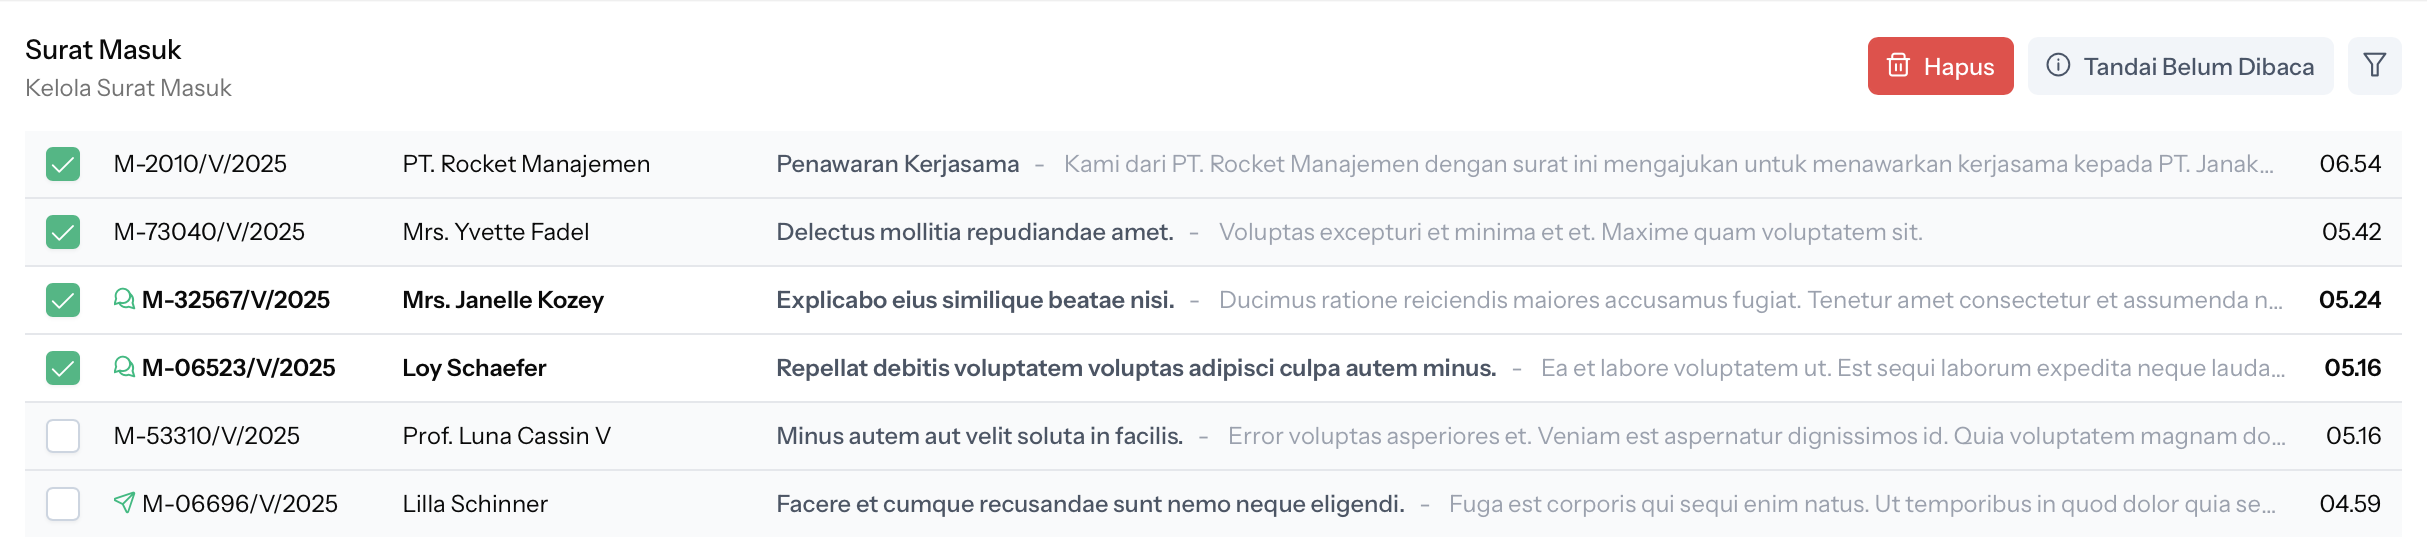 Surat Masuk
Kelola Surat Masuk
Hapus
Tandai Belum Dibaca
M-2010/V/2025 PT. Rocket Manajemen Penawaran Kerjasama - Kami dari PT. Rocket Manajemen dengan surat ini mengajukan untuk menawarkan kerjasama kepada PT. Janak... 06.54
M-73040/V/2025 Mrs. Yvette Fadel Delectus mollitia repudiandae amet. - Voluptas excepturi et minima et et. Maxime quam voluptatem sit. 05.42
M-32567/V/2025 Mrs. Janelle Kozey Explicabo eius similique beatae nisi. - Ducimus ratione reiciendis maiores accusamus fugiat. Tenetur amet consectetur et assumenda n... 05.24
M-06523/V/2025 Loy Schaefer Repellat debitis voluptatem voluptas adipisci culpa autem minus. - Ea et labore voluptatem ut. Est sequi laborum expedita neque lauda... 05.16
M-53310/V/2025 Prof. Luna Cassin V Minus autem aut velit soluta in facilis. - Error voluptas asperiores et. Veniam est aspernatur dignissimos id. Quia voluptatem magnam do... 05.16
M-06696/V/2025 Lilla Schinner Facere et cumque recusandae sunt nemo neque eligendi. - Fuga est corporis qui sequi enim natus. Ut temporibus in quod dolor quia se... 04.59